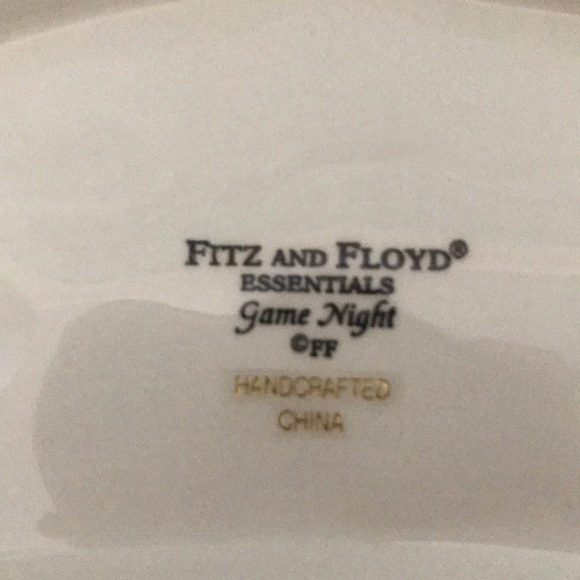 FITZ AND FLOYD®
ESSENTIALS
Game Night
©FF
HANDCRAFTED
CHINA